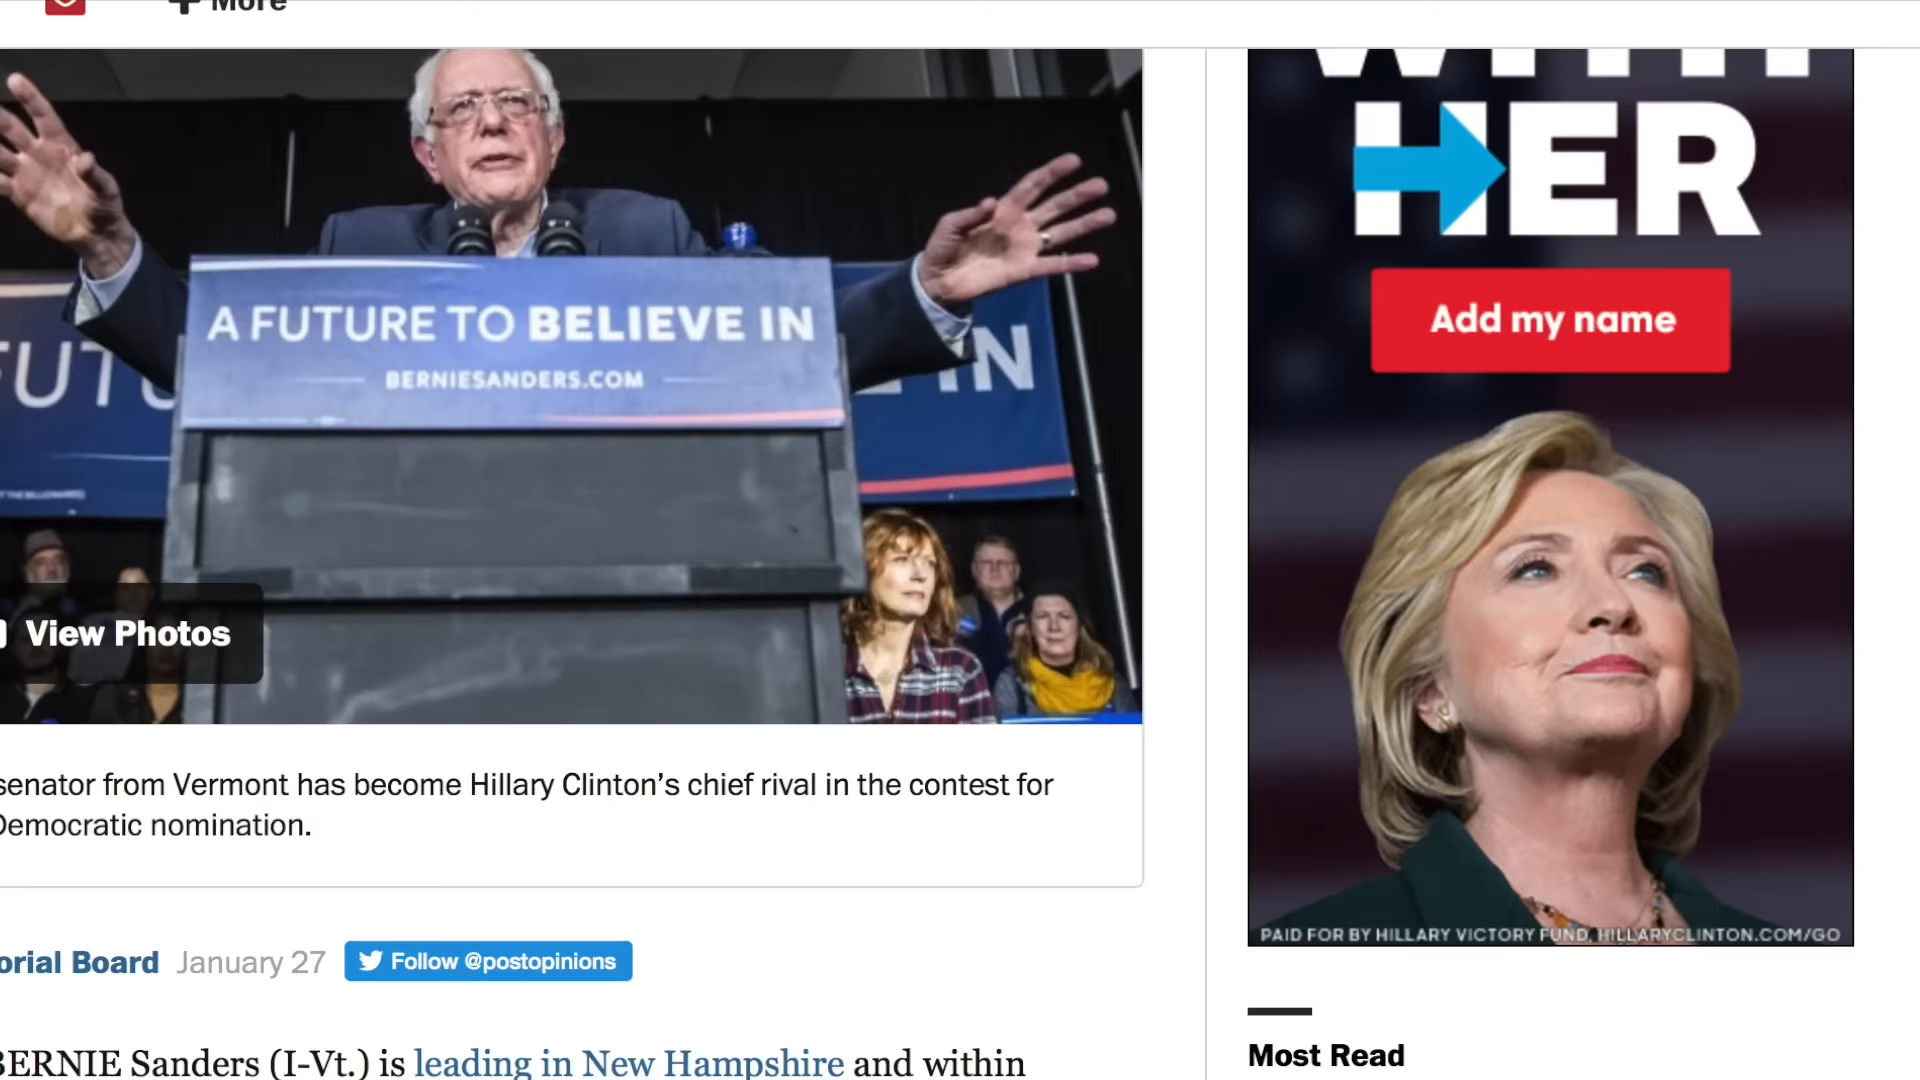 More
A FUTURE TO BELIEVE IN
BERNIESANDERS.COM
IN
View Photos
senator from Vermont has become Hillary Clinton's chief rival in the contest for
Democratic nomination.
orial Board January 27 Follow @postopinions
BERNIE Sanders (I-Vt.) is leading in New Hampshire and within
WITH
HER
Add my name
PAID FOR BY HILLARY VICTORY FUND, HILLARYCLINTON.COM/GO
Most Read